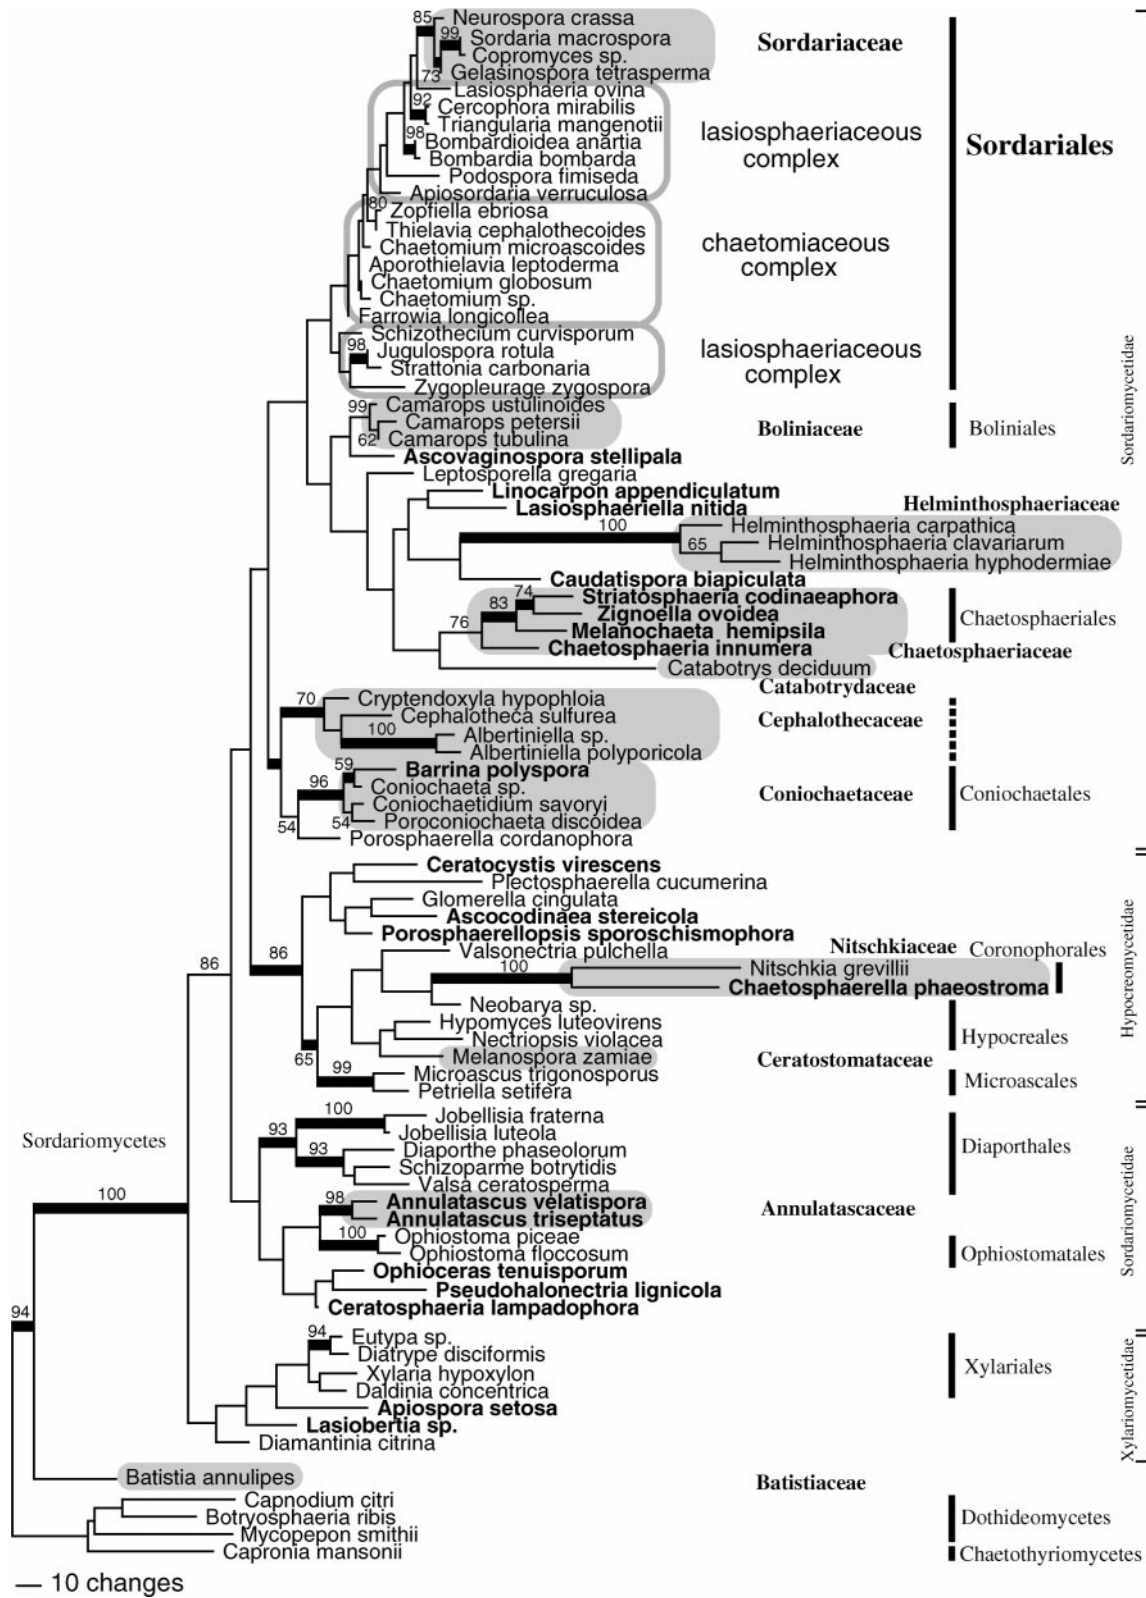 85 Neurospora crassa
99 Sordaria macrospora
Sordariaceae
Copromyces sp.
73 Gelasinospora tetrasperma
Lasiosphaeria ovina
92 Cercophora mirabilis
Triangularia mangenotii
lasiosphaeriaceous
complex
Sordariales
98 Bombardioidea anartia
Bombardia bombarda
Podospora fimiseda
Apiosordaria verruculosa
80 Zopfiella ebriosa
Thielavia cephalothecoides
Chaetomium microascoides
chaetomiaceous
complex
Aporothielavia leptoderma
Chaetomium globosum
Chaetomium sp.
Farrowia longicollea
Schizothecium curvisporum
98 Jugulospora rotula
lasiosphaeriaceous
complex
Strattonia carbonaria
Zygopleurage zygospora
Sordariomycetidae
99 Camarops ustulinoides
Camarops petersii
62 Camarops tubulina
Boliniaceae
Boliniales
Ascovaginospora stellipala
Leptosporella gregaria
Linocarpon appendiculatum
Lasiosphaeriella nitida
Helminthosphaeriaceae
100 Helminthosphaeria carpathica
65 Helminthosphaeria clavariarum
Helminthosphaeria hyphodermiae
Caudatispora biapiculata
74 Striatosphaeria codinaeaphora
83 Zignoella ovoidea
76 Melanochaeta hemipsila
Chaetosphaeriales
Chaetosphaeria innumera
Chaetosphaeriaceae
Catabotrys deciduum
Catabotrydaceae
70 Cryptendoxyla hypophloia
Cephalotheca sulfurea
Cephalothecaceae
100 Albertiniella sp.
Albertiniella polyporicola
59 Barrina polyspora
96 Coniochaeta sp.
Coniochaetaceae
Coniochaetales
Coniochaetidium savoryi
54 54 Poroconiochaeta discoidea
Porosphaerella cordanophora
Ceratocystis virescens
Plectosphaerella cucumerina
Glomerella cingulata
Ascocodinaea stereicola
Porosphaerellopsis sporoschismophora
Valsonectria pulchella
Nitschkiaceae
Coronophorales
86 86
100 Nitschkia grevillii
Chaetosphaerella phaeostroma
Hypocreomycetidae
Neobarya sp.
Hypomyces luteovirens
Nectriopsis violacea
Hypocreales
65 Melanospora zamiae
Ceratostomataceae
99 Microascus trigonosporus
Petriella setifera
Microascales
100 Jobellisia fraterna
93 Jobellisia luteola
Sordariomycetes
Diaporthales
93 Diaporthe phaseolorum
Schizoparme botrytidis
Valsa ceratosperma
100
98 Annulatascus velatispora
Annulatascus triseptatus
Annulatascaceae
100 Ophiostoma piceae
Ophiostoma floccosum
Ophiostomatales
Sordariomycetidae
Ophioceras tenuisporum
Pseudohalonectria lignicola
Ceratosphaeria lampadophora
94
94 Eutypa sp.
Diatrype disciformis
Xylaria hypoxylon
Xylariales
Daldinia concentrica
Apiospora setosa
Lasiobertia sp.
Diamantinia citrina
Xylariomycetidae
Batistia annulipes
Batistiaceae
Capnodium citri
Botryosphaeria ribis
Dothideomycetes
Mycopepon smithii
Capronia mansonii
Chaetothyriomycetes
10 changes